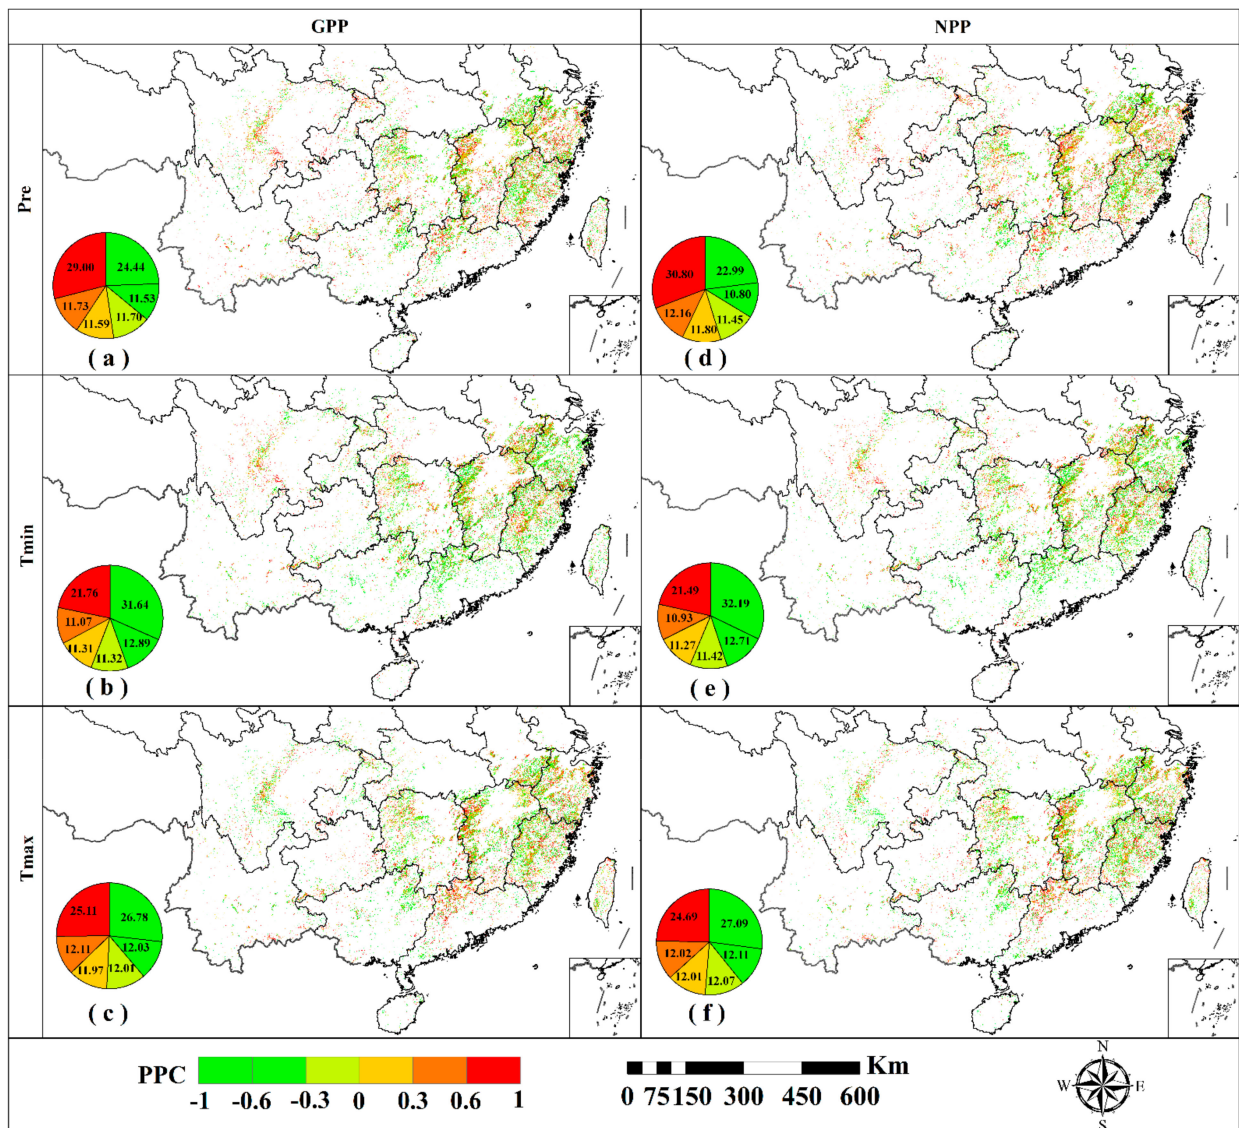 GPP
NPP
Pre
29.00
24.44
11.53
11.70
11.59
11.73
( a )
30.80
22.99
10.80
11.45
11.80
12.16
( d )
Tmin
21.76
31.64
12.89
11.32
11.31
11.07
( b )
21.49
32.19
12.71
11.42
11.27
10.93
( e )
Tmax
25.11
26.78
12.03
12.01
11.97
12.11
( c )
24.69
27.09
12.11
12.07
12.01
12.02
( f )
PPC
-1 -0.6 -0.3 0 0.3 0.6 1
Km
0 75 150 300 450 600
N
W E
S